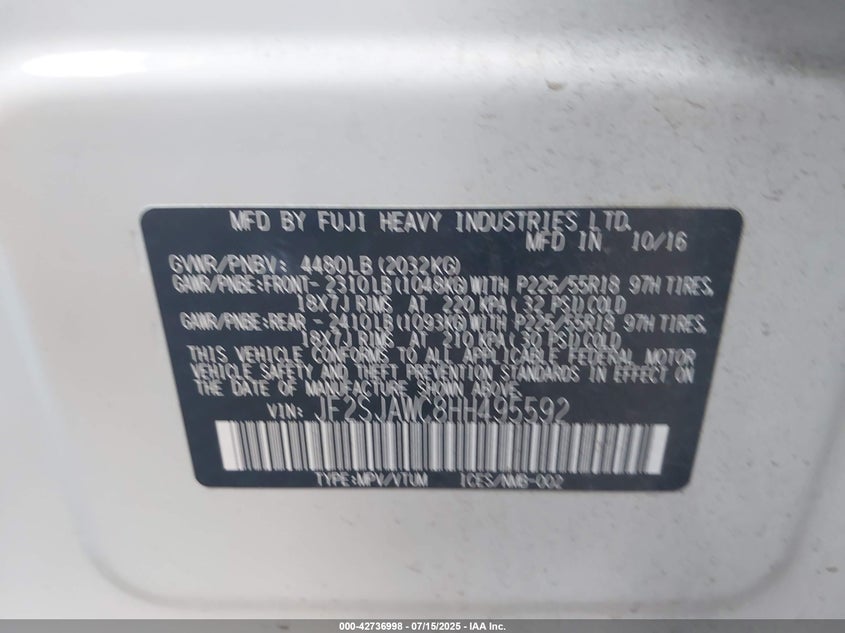 MFD BY FUJI HEAVY INDUSTRIES LTD.
MFD IN 10/16
GVWR/PNBV: 4480LB(2032KG)
GAWR/PNBE:FRONT- 2310LB(1048KG)WITH P225/55R18 97H TIRES,
18X7J RIMS AT 220 KPA( 32 PSI)COLD
GAWR/PNBE:REAR - 2410LB(1093KG)WITH P225/55R18 97H TIRES,
18X7J RIMS AT 210 KPA( 30 PSI)COLD
THIS VEHICLE CONFORMS TO ALL APPLICABLE FEDERAL MOTOR
VEHICLE SAFETY AND THEFT PREVENTION STANDARDS IN EFFECT ON
THE DATE OF MANUFACTURE SHOWN ABOVE.
VIN: JF2SJAWC8HH495592
TYPE:MPV/VTUM ICES/NMB-002
000-42736998 - 07/15/2025 - IAA Inc.